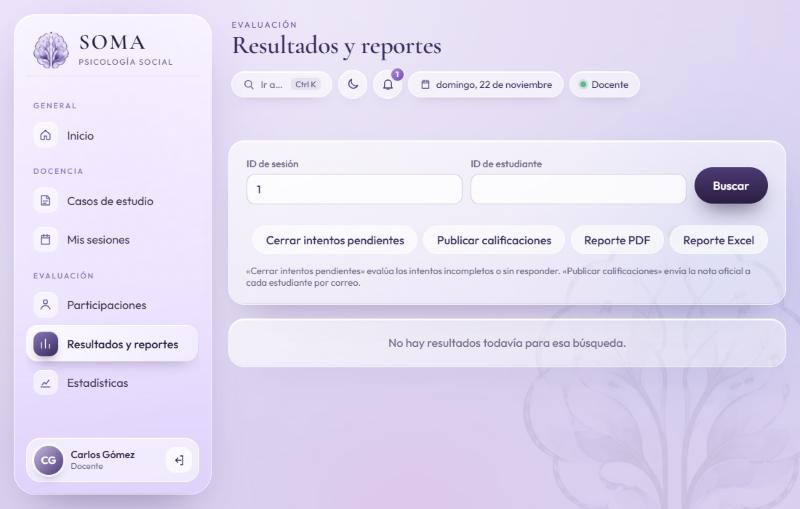 SOMA
PSICOLOGÍA SOCIAL
GENERAL
Inicio
DOCENCIA
Casos de estudio
Mis sesiones
EVALUACIÓN
Participaciones
Resultados y reportes
Estadísticas
CG
Carlos Gómez
Docente
EVALUACIÓN
Resultados y reportes
Ir a... Ctrl K
1
domingo, 22 de noviembre
Docente
ID de sesión
ID de estudiante
1
Buscar
Cerrar intentos pendientes
Publicar calificaciones
Reporte PDF
Reporte Excel
«Cerrar intentos pendientes» evalúa los intentos incompletos o sin responder. «Publicar calificaciones» envía la nota oficial a
cada estudiante por correo.
No hay resultados todavía para esa búsqueda.